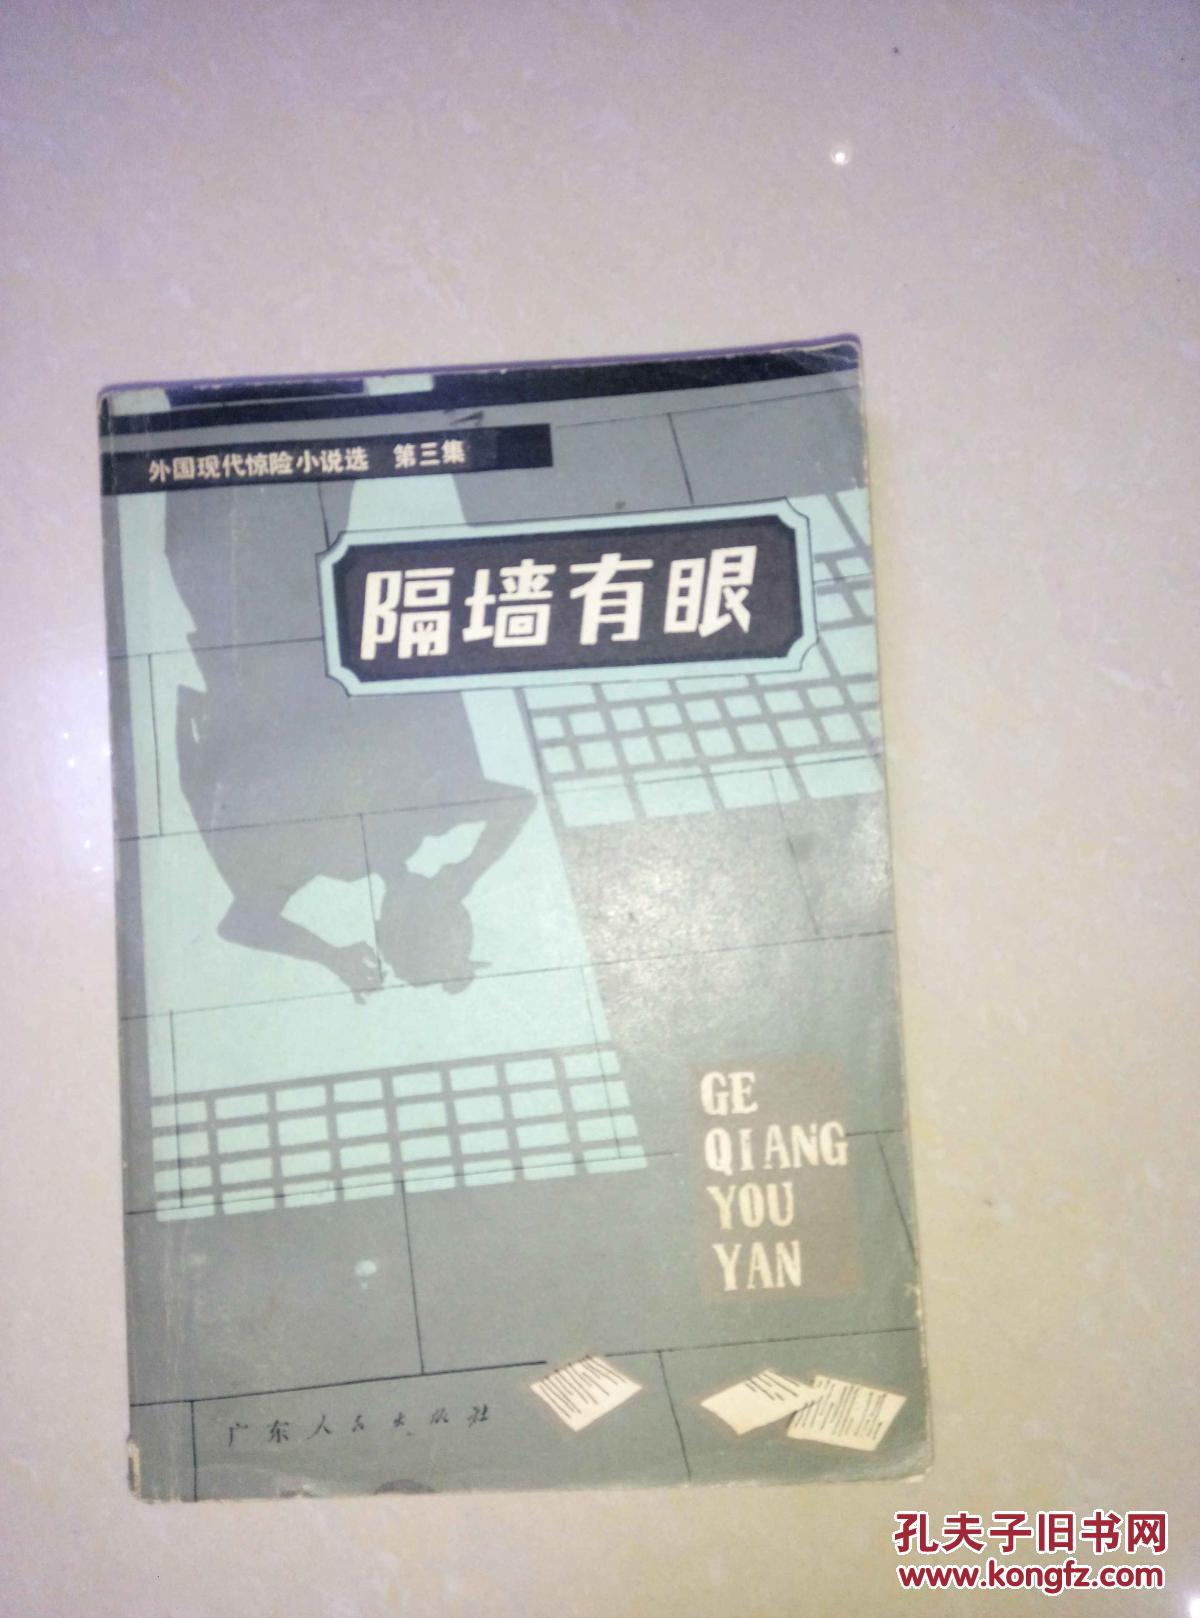 外国现代惊险小说选 第三集
隔墙有眼
GE
QIANG
YOU
YAN
广东人民出版社
孔夫子旧书网
www.kongfz.com